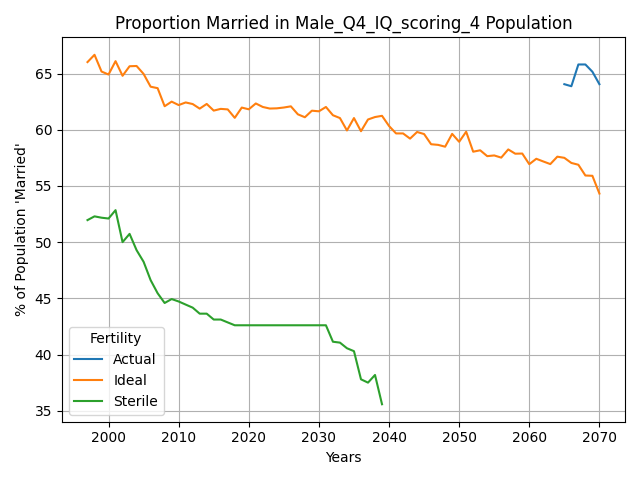 Proportion Married in Male_Q4_IQ_scoring_4 Population
% of Population 'Married'
65
60
55
50
45
40
35
Fertility
Actual
Ideal
Sterile
2000 2010 2020 2030 2040 2050 2060 2070
Years